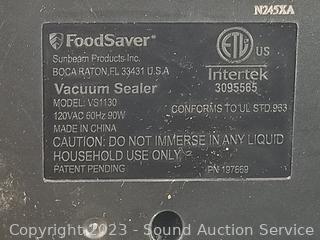 N245XA
FoodSaver®
Sunbeam Products Inc.
BOCA RATON, FL 33431 U.S.A
Vacuum Sealer
MODEL: VS1130
120VAC 60Hz 90W
MADE IN CHINA
ETL US
Intertek
3095565
CONFORMS TO UL STD.983
CAUTION: DO NOT IMMERSE IN ANY LIQUID
HOUSEHOLD USE ONLY
PATENT PENDING
PN 197669
Copyright 2023 - Sound Auction Service